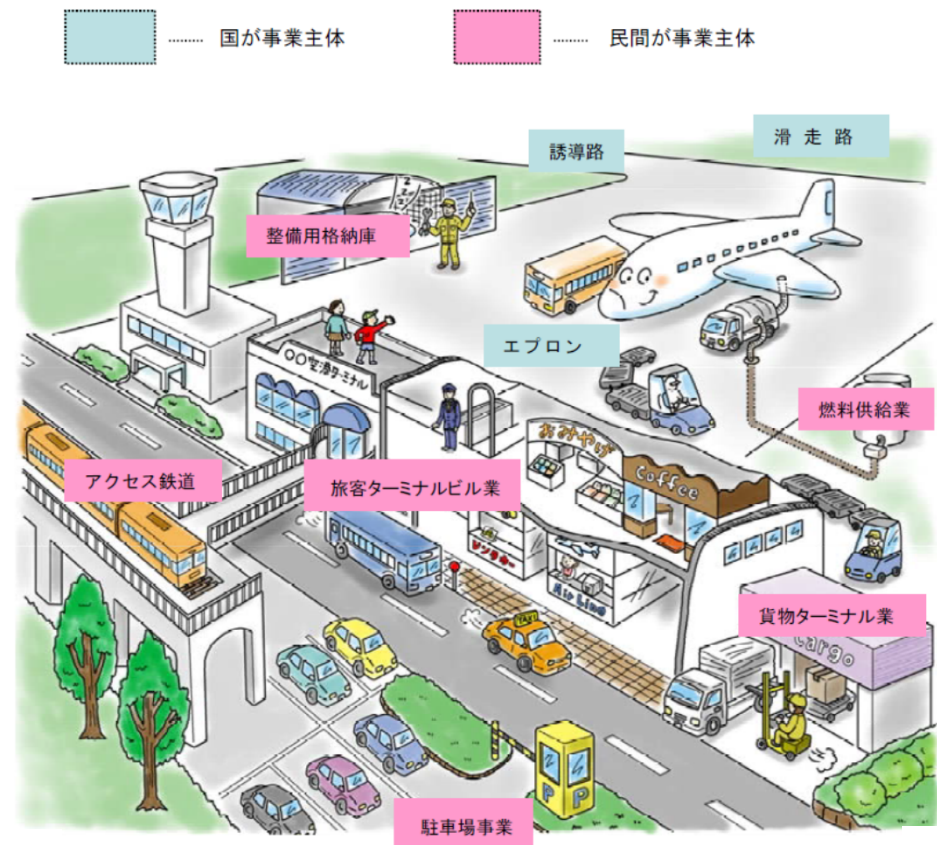 国が事業主体
民間が事業主体
誘導路
滑走路
整備用格納庫
エプロン
〇〇空港ターミナル
燃料供給業
おみやげ
Coffee
アクセス鉄道
旅客ターミナルビル業
レンタカー
Air Line
TAXI
貨物ターミナル業
cargo
P P
駐車場事業